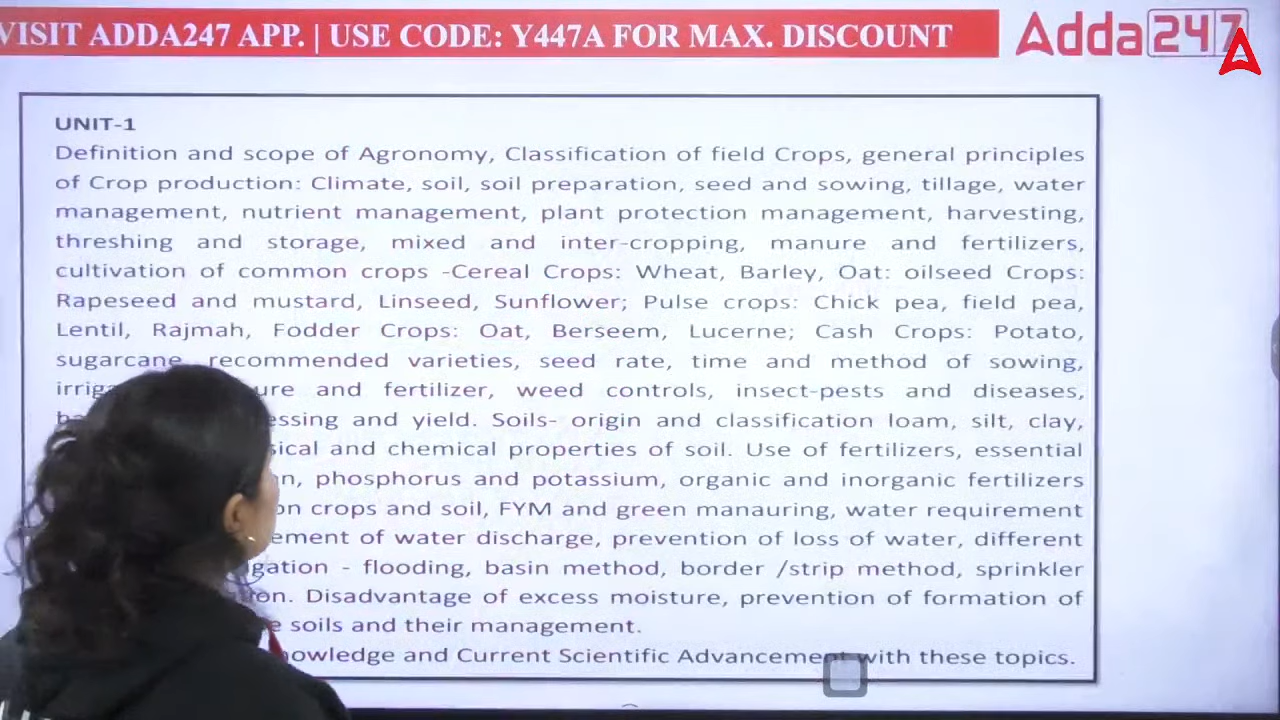 VISIT ADDA247 APP. | USE CODE: Y447A FOR MAX. DISCOUNT
Adda247
UNIT-1
Definition and scope of Agronomy, Classification of field Crops, general principles
of Crop production: Climate, soil, soil preparation, seed and sowing, tillage, water
management, nutrient management, plant protection management, harvesting,
threshing and storage, mixed and inter-cropping, manure and fertilizers,
cultivation of common crops -Cereal Crops: Wheat, Barley, Oat: oilseed Crops:
Rapeseed and mustard, Linseed, Sunflower; Pulse crops: Chick pea, field pea,
Lentil, Rajmah, Fodder Crops: Oat, Berseem, Lucerne; Cash Crops: Potato,
sugarcane recommended varieties, seed rate, time and method of sowing,
and fertilizer, weed controls, insect-pests and diseases,
and yield. Soils- origin and classification loam, silt, clay,
and chemical properties of soil. Use of fertilizers, essential
phosphorus and potassium, organic and inorganic fertilizers
on crops and soil, FYM and green manauring, water requirement
of water discharge, prevention of loss of water, different
- flooding, basin method, border /strip method, sprinkler
Disadvantage of excess moisture, prevention of formation of
soils and their management.
and Current Scientific Advancement with these topics.